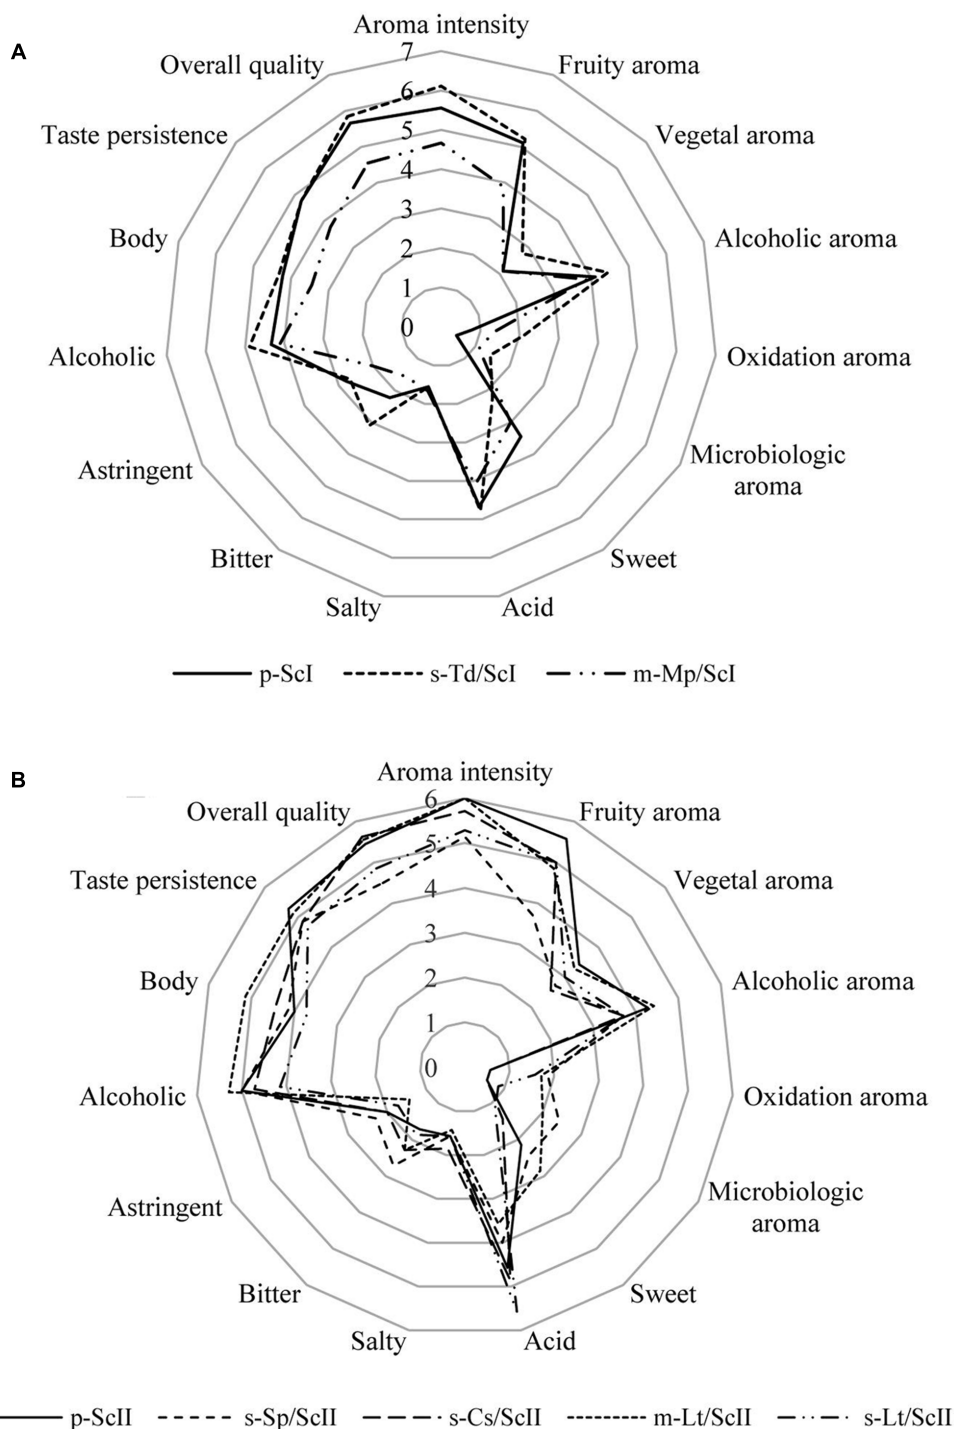 A
Aroma intensity
Overall quality
Fruity aroma
Taste persistence
Vegetal aroma
Body
Alcoholic aroma
Alcoholic
Oxidation aroma
Astringent
Microbiologic
aroma
Bitter
Sweet
Salty
Acid
7
6
5
4
3
2
1
0
p-ScI s-Td/ScI m-Mp/ScI
B
Aroma intensity
Overall quality
Fruity aroma
Taste persistence
Vegetal aroma
Body
Alcoholic aroma
Alcoholic
Oxidation aroma
Astringent
Microbiologic
aroma
Bitter
Sweet
Salty
Acid
6
5
4
3
2
1
0
p-ScII s-Sp/ScII s-Cs/ScII m-Lt/ScII s-Lt/ScII